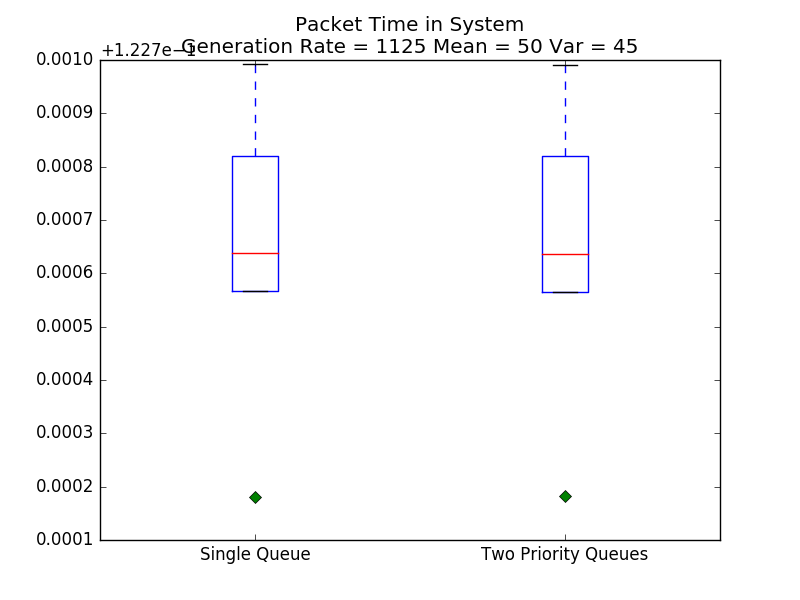 Packet Time in System
Generation Rate = 1125 Mean = 50 Var = 45
+1.227e−1
0.0010
0.0009
0.0008
0.0007
0.0006
0.0005
0.0004
0.0003
0.0002
0.0001
Single Queue
Two Priority Queues